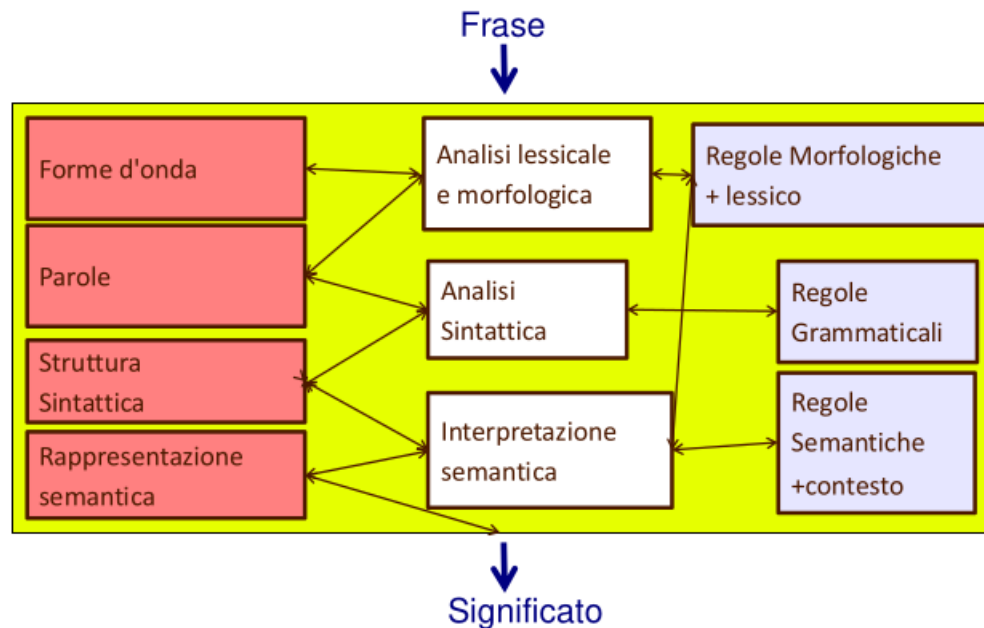 Frase
Forme d'onda
Analisi lessicale
e morfologica
Regole Morfologiche
+ lessico
Parole
Analisi
Sintattica
Regole
Grammaticali
Struttura
Sintattica
Interpretazione
semantica
Regole
Semantiche
+contesto
Rappresentazione
semantica
Significato